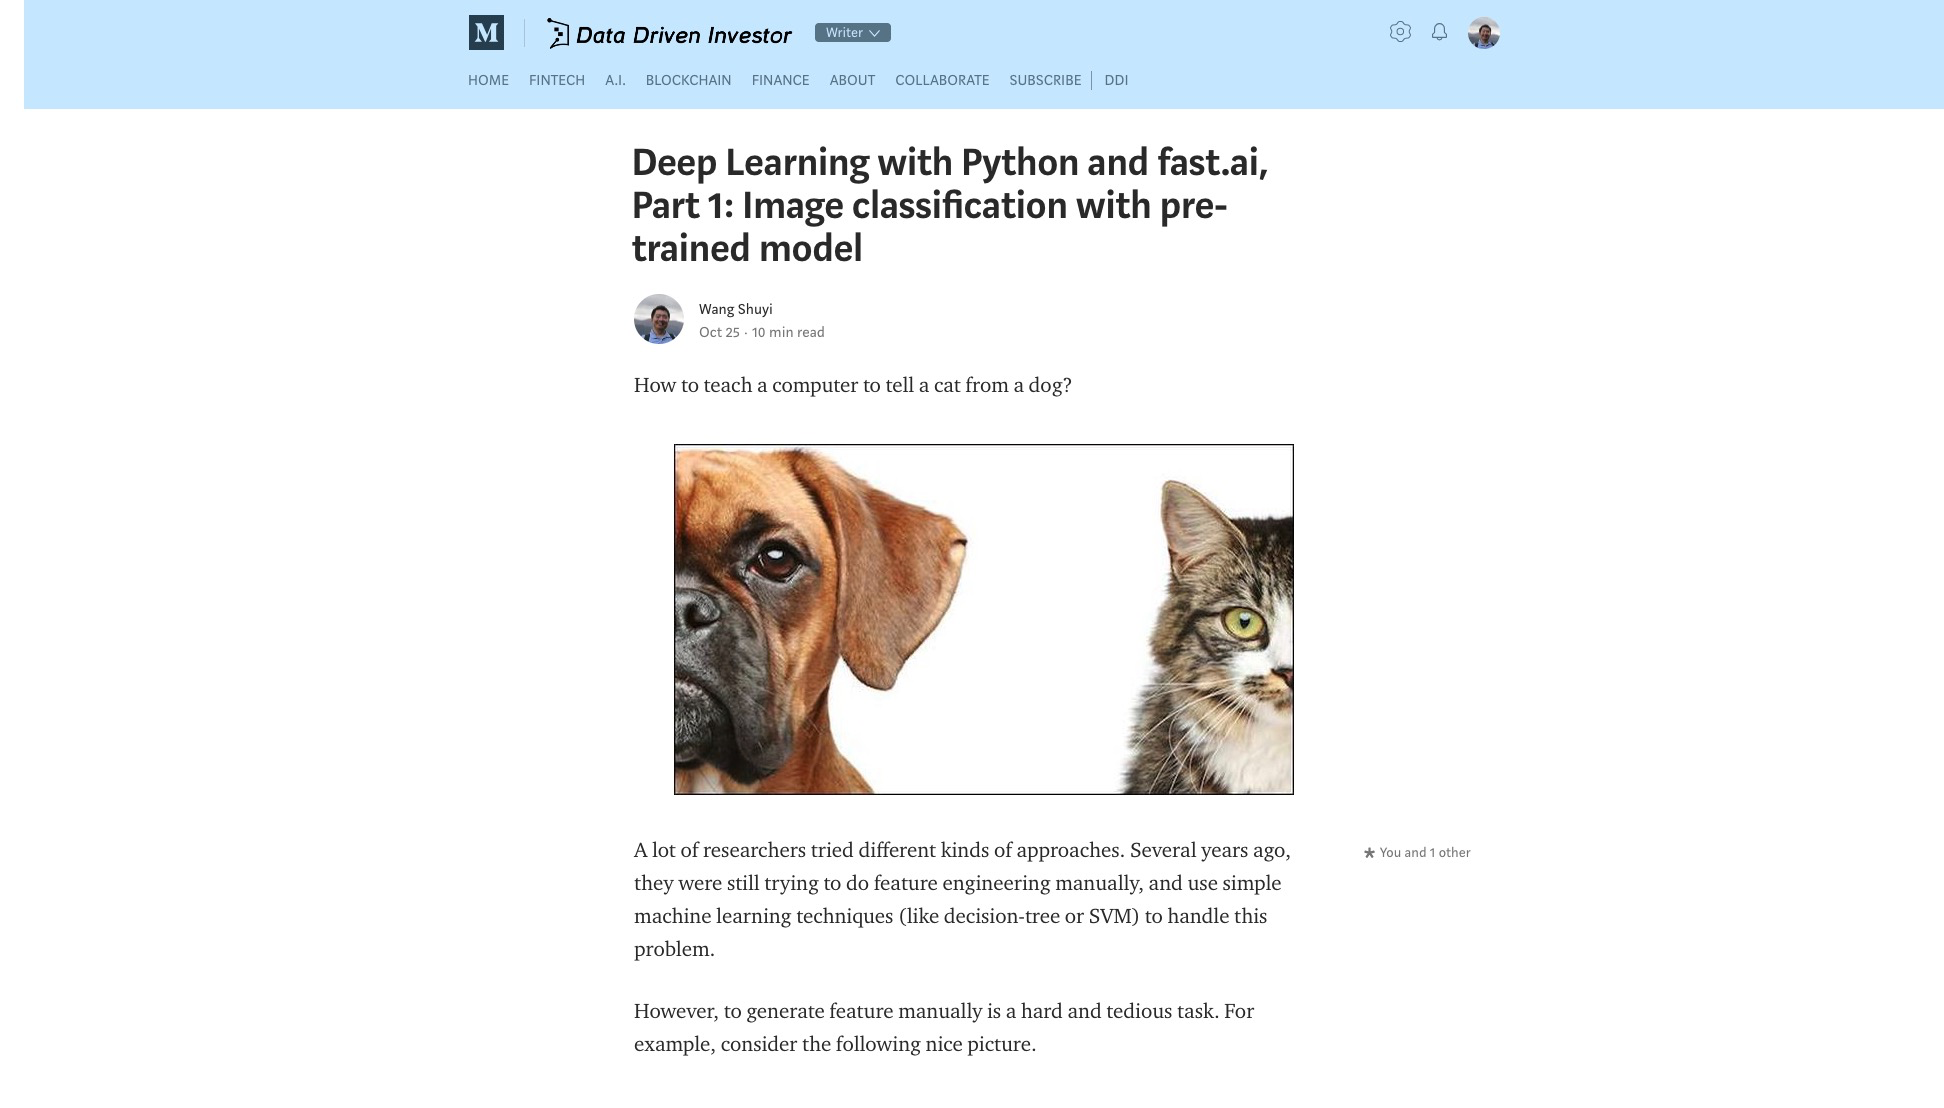 M
Data Driven Investor
Writer
HOME FINTECH A.I. BLOCKCHAIN FINANCE ABOUT COLLABORATE SUBSCRIBE DDI
Deep Learning with Python and fast.ai,
Part 1: Image classification with pre-
trained model
Wang Shuyi
Oct 25 · 10 min read
How to teach a computer to tell a cat from a dog?
A lot of researchers tried different kinds of approaches. Several years ago,
they were still trying to do feature engineering manually, and use simple
machine learning techniques (like decision-tree or SVM) to handle this
problem.
You and 1 other
However, to generate feature manually is a hard and tedious task. For
example, consider the following nice picture.